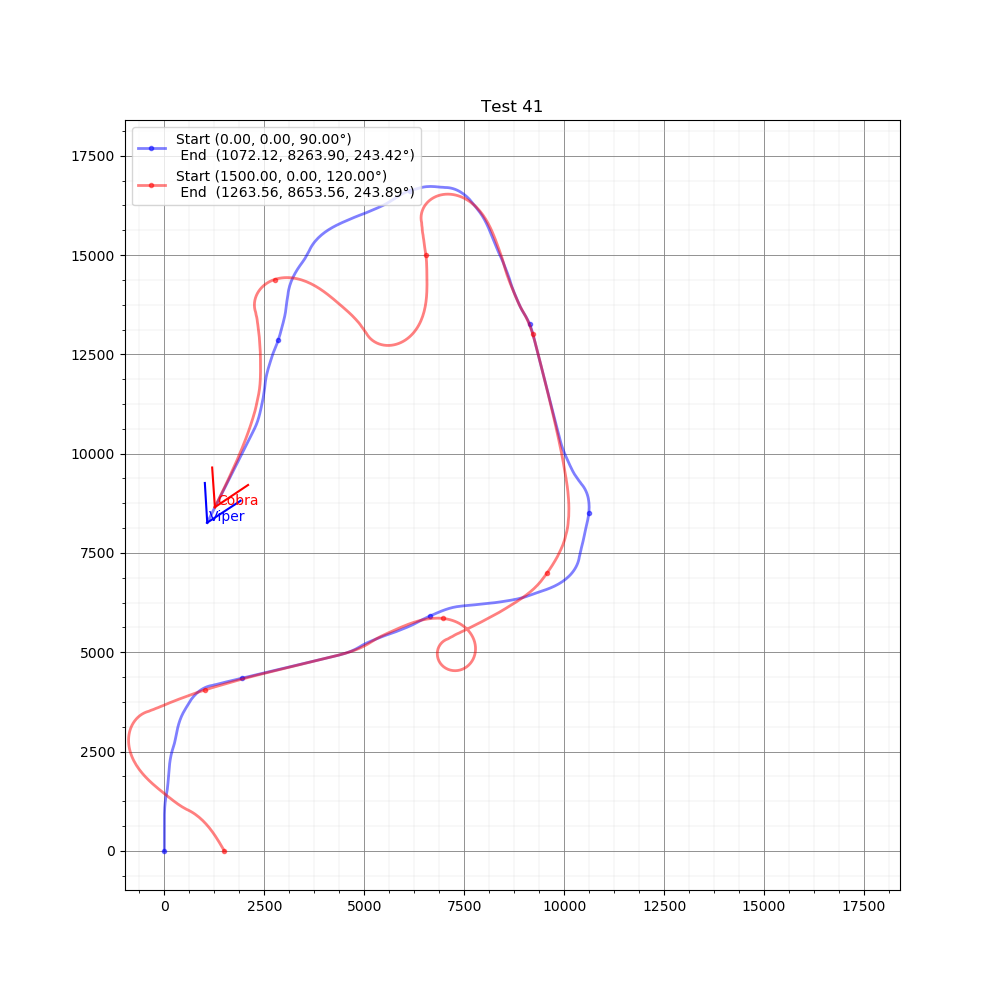 Test 41
Start (0.00, 0.00, 90.00°)
End (1072.12, 8263.90, 243.42°)
Start (1500.00, 0.00, 120.00°)
End (1263.56, 8653.56, 243.89°)
17500
15000
12500
10000
7500
5000
2500
0
Cobra
Viper
0 2500 5000 7500 10000 12500 15000 17500